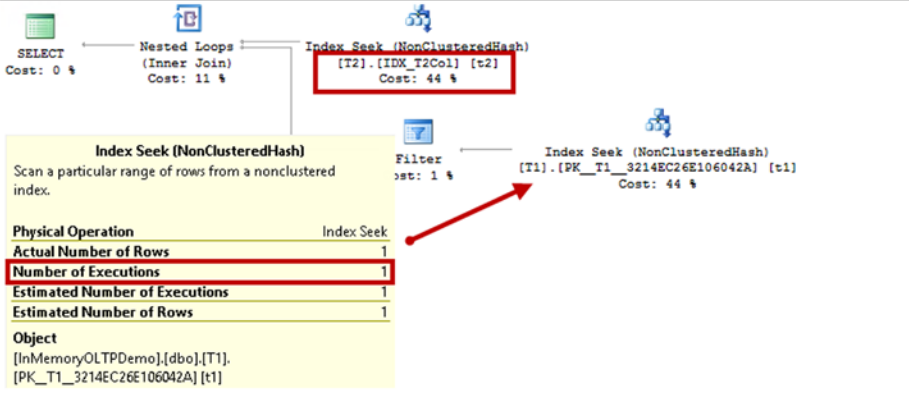 SELECT
Cost: 0 %
Nested Loops
(Inner Join)
Cost: 11 %
Index Seek (NonClusteredHash)
[T2].[IDX_T2Col] [t2]
Cost: 44 %
Filter
ost: 1 %
Index Seek (NonClusteredHash)
[T1].[PK__T1__3214EC26E106042A] [t1]
Cost: 44 %
Index Seek (NonClusteredHash)
Scan a particular range of rows from a nonclustered
index.
Physical Operation Index Seek
Actual Number of Rows 1
Number of Executions 1
Estimated Number of Executions 1
Estimated Number of Rows 1
Object
[InMemoryOLTPDemo].[dbo].[T1].
[PK__T1__3214EC26E106042A] [t1]